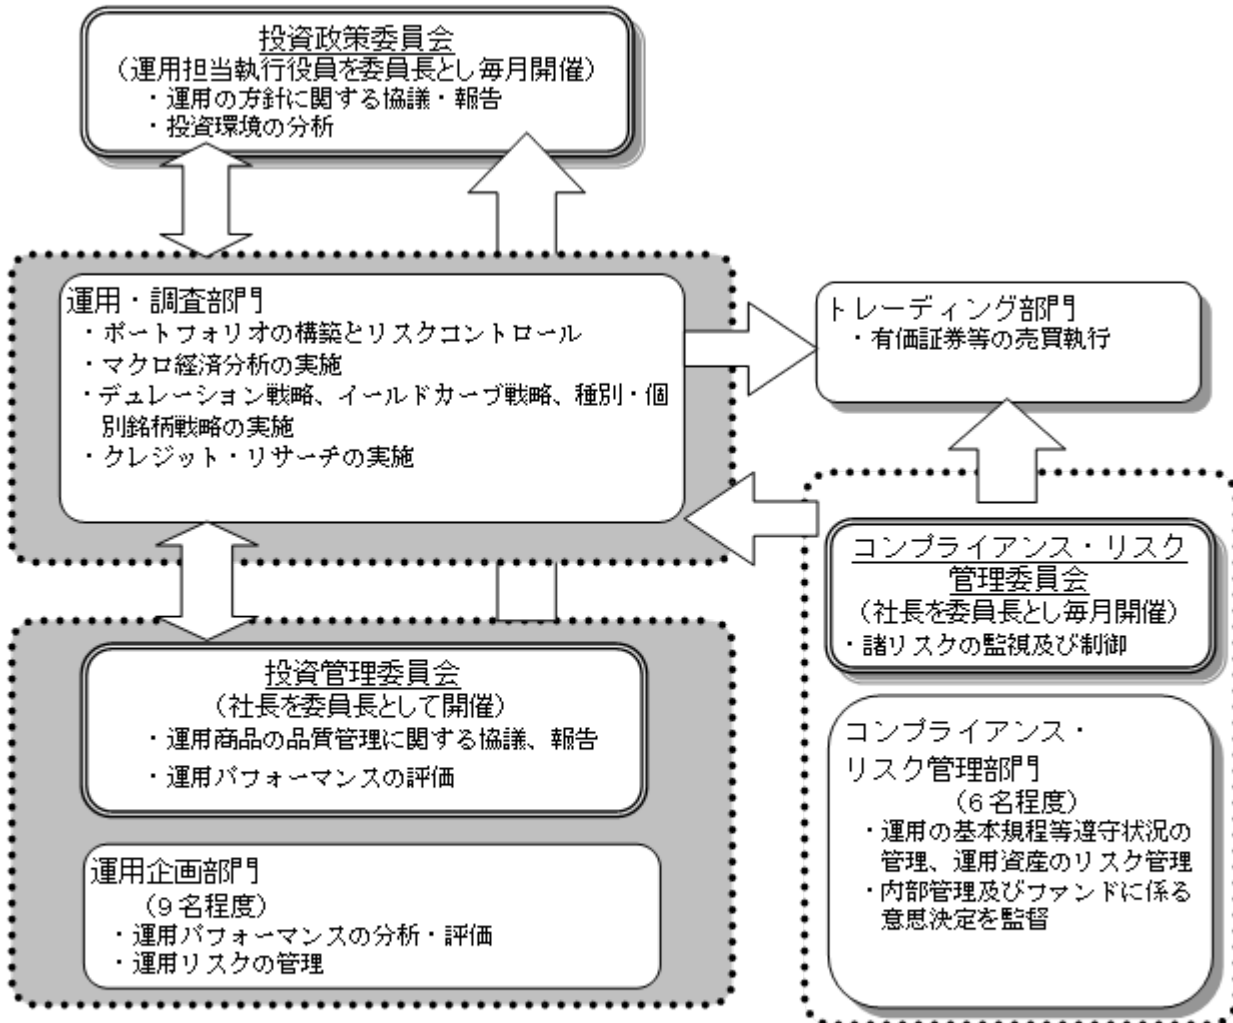 投資政策委員会
（運用担当執行役員を委員長とし毎月開催）
・運用の方針に関する協議・報告
・投資環境の分析
運用・調査部門
・ポートフォリオの構築とリスクコントロール
・マクロ経済分析の実施
・デュレーション戦略、イールドカーブ戦略、種別・個
別銘柄戦略の実施
・クレジット・リサーチの実施
トレーディング部門
・有価証券等の売買執行
コンプライアンス・リスク
管理委員会
（社長を委員長とし毎月開催）
・諸リスクの監視及び制御
投資管理委員会
（社長を委員長として開催）
・運用商品の品質管理に関する協議、報告
・運用パフォーマンスの評価
コンプライアンス・
リスク管理部門
（６名程度）
・運用の基本規程等遵守状況の
管理、運用資産のリスク管理
・内部管理及びファンドに係る
意思決定を監督
運用企画部門
（９名程度）
・運用パフォーマンスの分析・評価
・運用リスクの管理